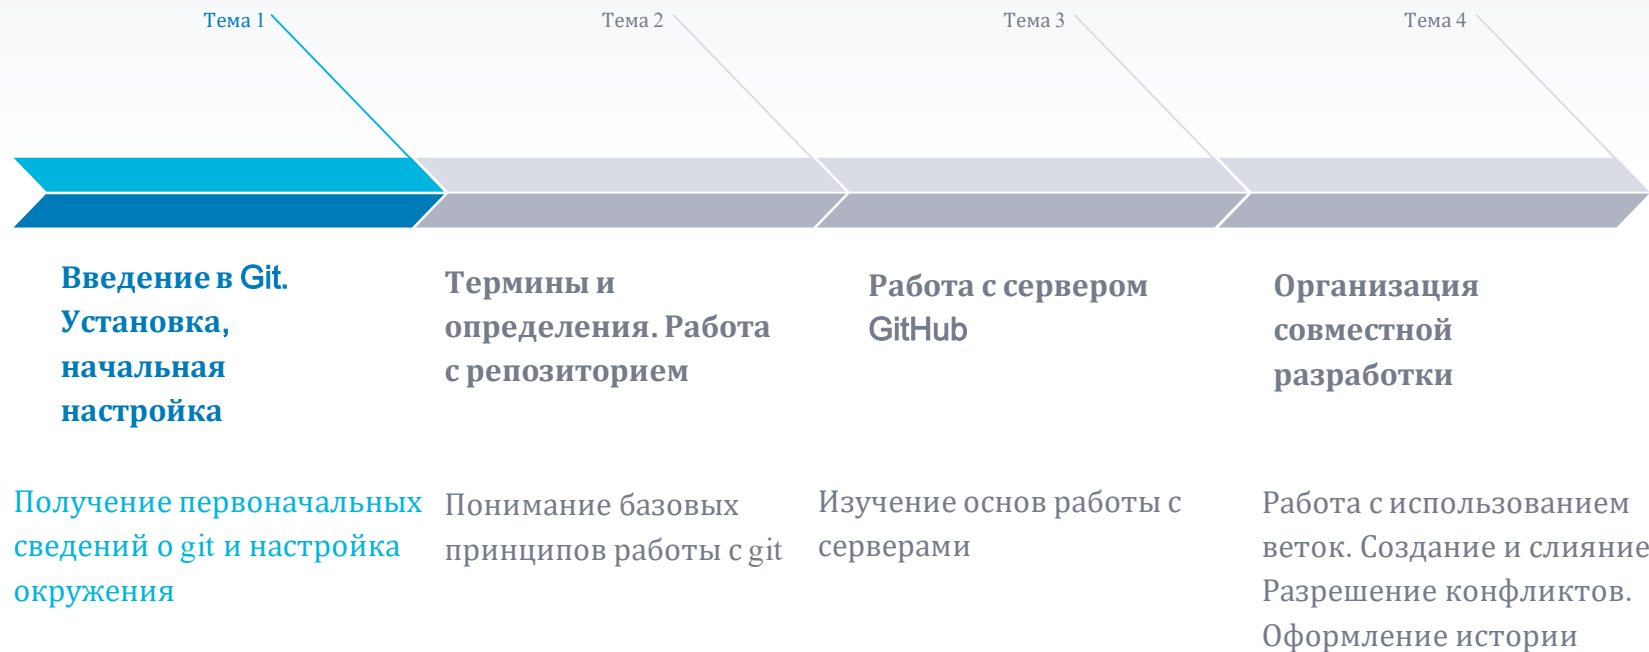 Тема 1
Тема 2
Тема 3
Тема 4
Введение в Git.
Установка,
начальная
настройка
Термины и
определения. Работа
с репозиторием
Работа с сервером
GitHub
Организация
совместной
разработки
Получение первоначальных
сведений о git и настройка
окружения
Понимание базовых
принципов работы с git
Изучение основ работы с
серверами
Работа с использованием
веток. Создание и слияние
Разрешение конфликтов.
Оформление истории